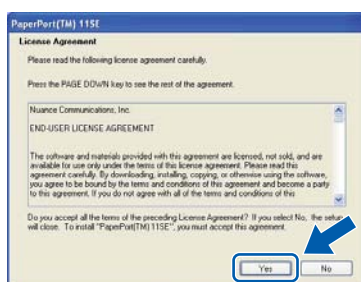 PaperPort(TM) 11SE
License Agreement
Please read the following license agreement carefully.
Press the PAGE DOWN key to see the rest of the agreement.
Nuance Communications, Inc.
END-USER LICENSE AGREEMENT
The software and materials provided with this agreement are licensed, not sold, and are
available for use only under the terms of this license agreement. Please read this
agreement carefully. By downloading, installing, copying, or otherwise using the software,
you agree to be bound by the terms and conditions of this agreement and become a party
to this agreement. If you do not agree with all of the terms and conditions of this
Do you accept all the terms of the preceding License Agreement? If you select No, the setup
will close. To install "PaperPort(TM) 11SE", you must accept this agreement.
Yes
No